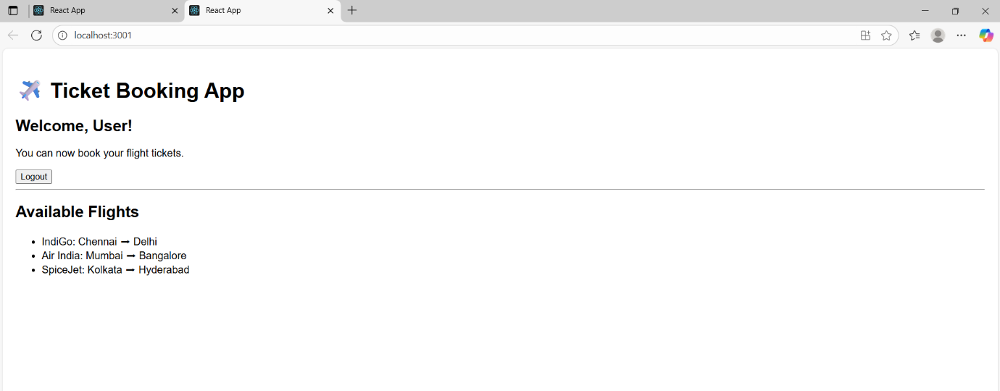 React App
React App
localhost:3001
✈️ Ticket Booking App
Welcome, User!
You can now book your flight tickets.
Logout
Available Flights
• IndiGo: Chennai ➞ Delhi
• Air India: Mumbai ➞ Bangalore
• SpiceJet: Kolkata ➞ Hyderabad